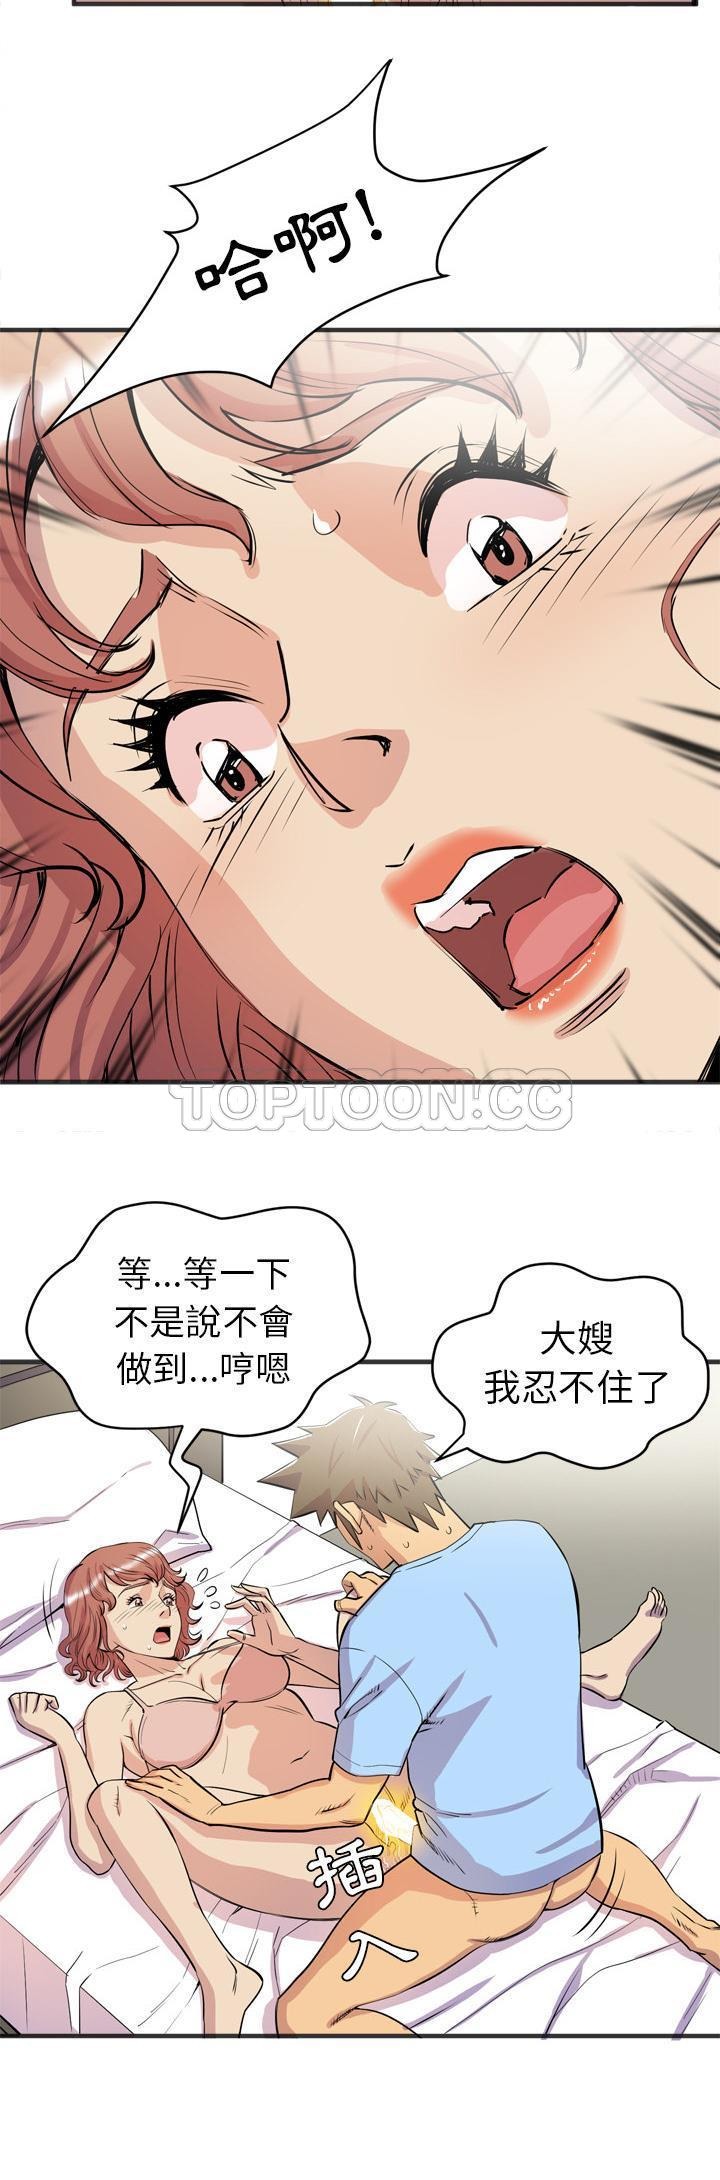 哈啊!
TOPTOON.CC
等...等一下
不是說不會
做到...哼嗯
大嫂
我忍不住了
插
入